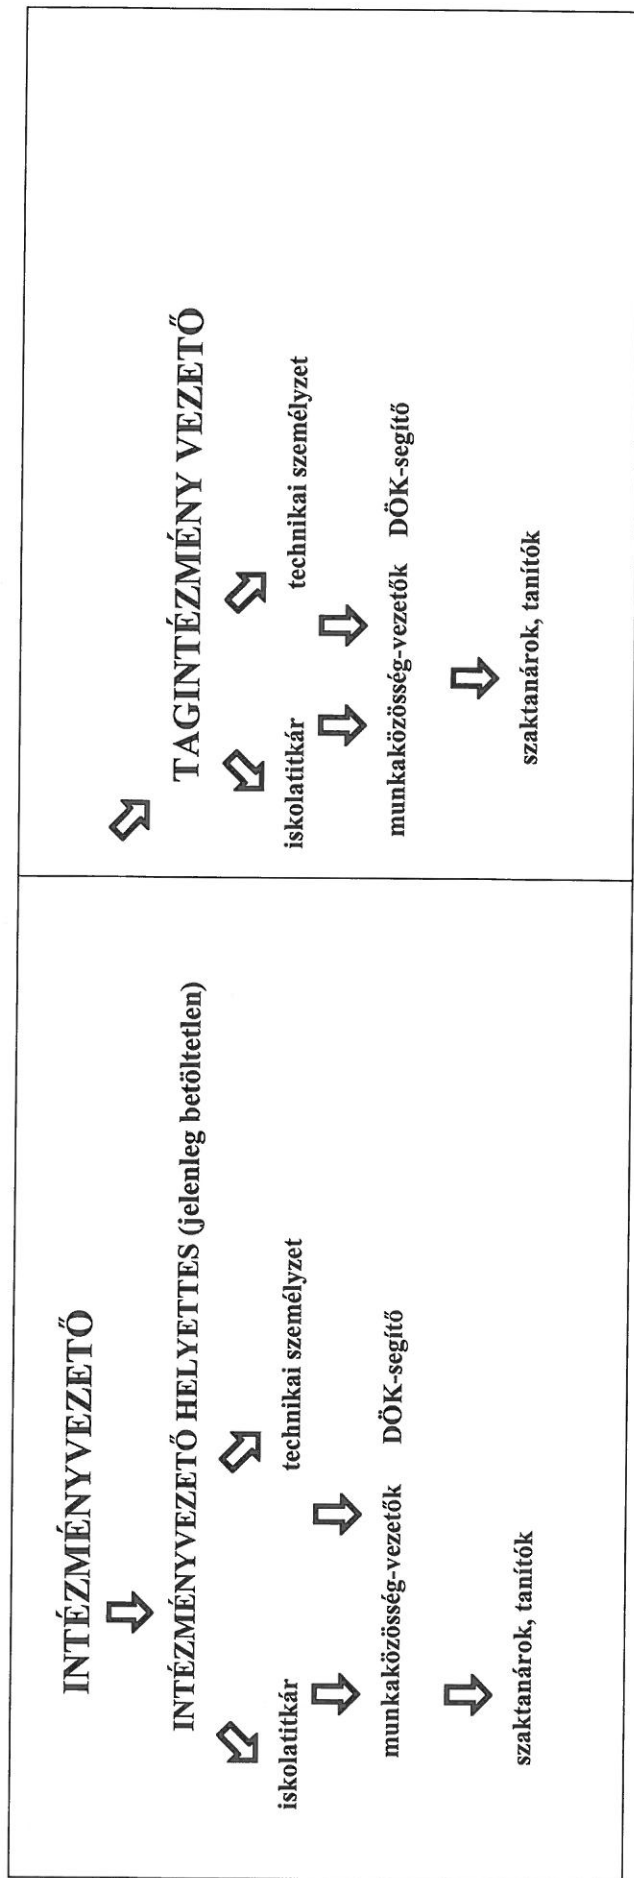 INTÉZMÉNYVEZETŐ
INTÉZMÉNYVEZETŐ HELYETTES (jelenleg betöltetlen)
iskolatitkár
technikai személyzet
munkaközösség-vezetők DÖK-segítő
szaktanárok, tanítók
TAGINTÉZMÉNY VEZETŐ
iskolatitkár
technikai személyzet
munkaközösség-vezetők DÖK-segítő
szaktanárok, tanítók